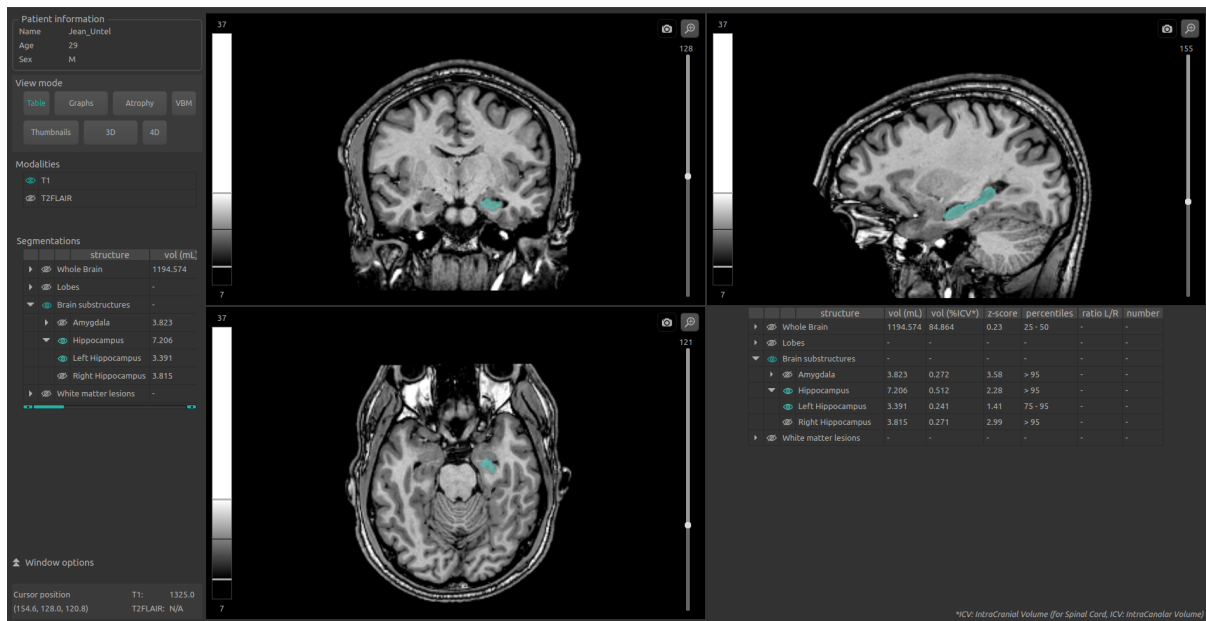 Patient information
Name Jean_Untel
Age 29
Sex M
View mode
Table Graphs Atrophy VBM
Thumbnails 3D 4D
Modalities
T1
T2FLAIR
Segmentations
structure vol (mL
Whole Brain 1194.574
Lobes -
Brain substructures -
Amygdala 3.823
Hippocampus 7.206
Left Hippocampus 3.391
Right Hippocampus 3.815
White matter lesions -
Window options
Cursor position T1: 1325.0
(154.6, 128.0, 120.8) T2FLAIR: N/A
37
128
7
37
155
7
37
121
7
structure vol (mL) vol (%ICV*) z-score percentiles ratio L/R number
Whole Brain 1194.574 84.864 0.23 25 - 50 - -
Lobes - - - - - -
Brain substructures - - - - - -
Amygdala 3.823 0.272 3.58 > 95 - -
Hippocampus 7.206 0.512 2.28 > 95 - -
Left Hippocampus 3.391 0.241 1.41 75 - 95 - -
Right Hippocampus 3.815 0.271 2.99 > 95 - -
White matter lesions - - - - - -
*ICV: IntraCranial Volume (for Spinal Cord, ICV: IntraCanalar Volume)